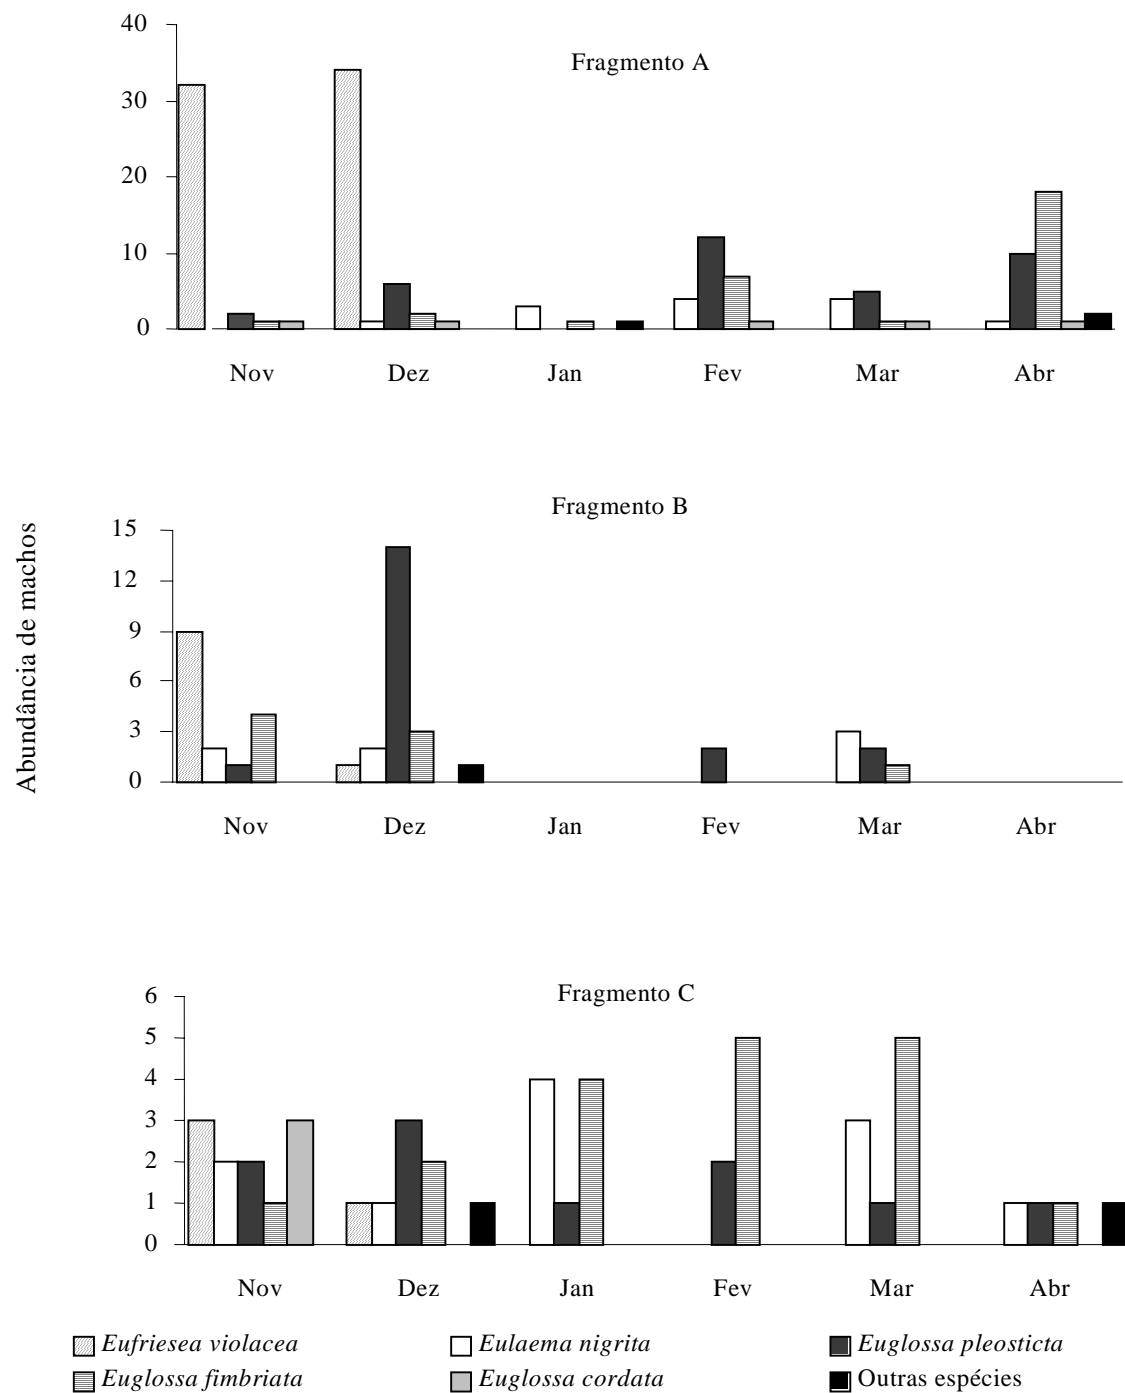 Fragmento A
40
30
20
10
0
Nov Dez Jan Fev Mar Abr
Abundância de machos
Fragmento B
15
12
9
6
3
0
Nov Dez Jan Fev Mar Abr
Fragmento C
6
5
4
3
2
1
0
Nov Dez Jan Fev Mar Abr
Eufriesea violacea Eulaema nigrita Euglossa pleosticta
Euglossa fimbriata Euglossa cordata Outras espécies